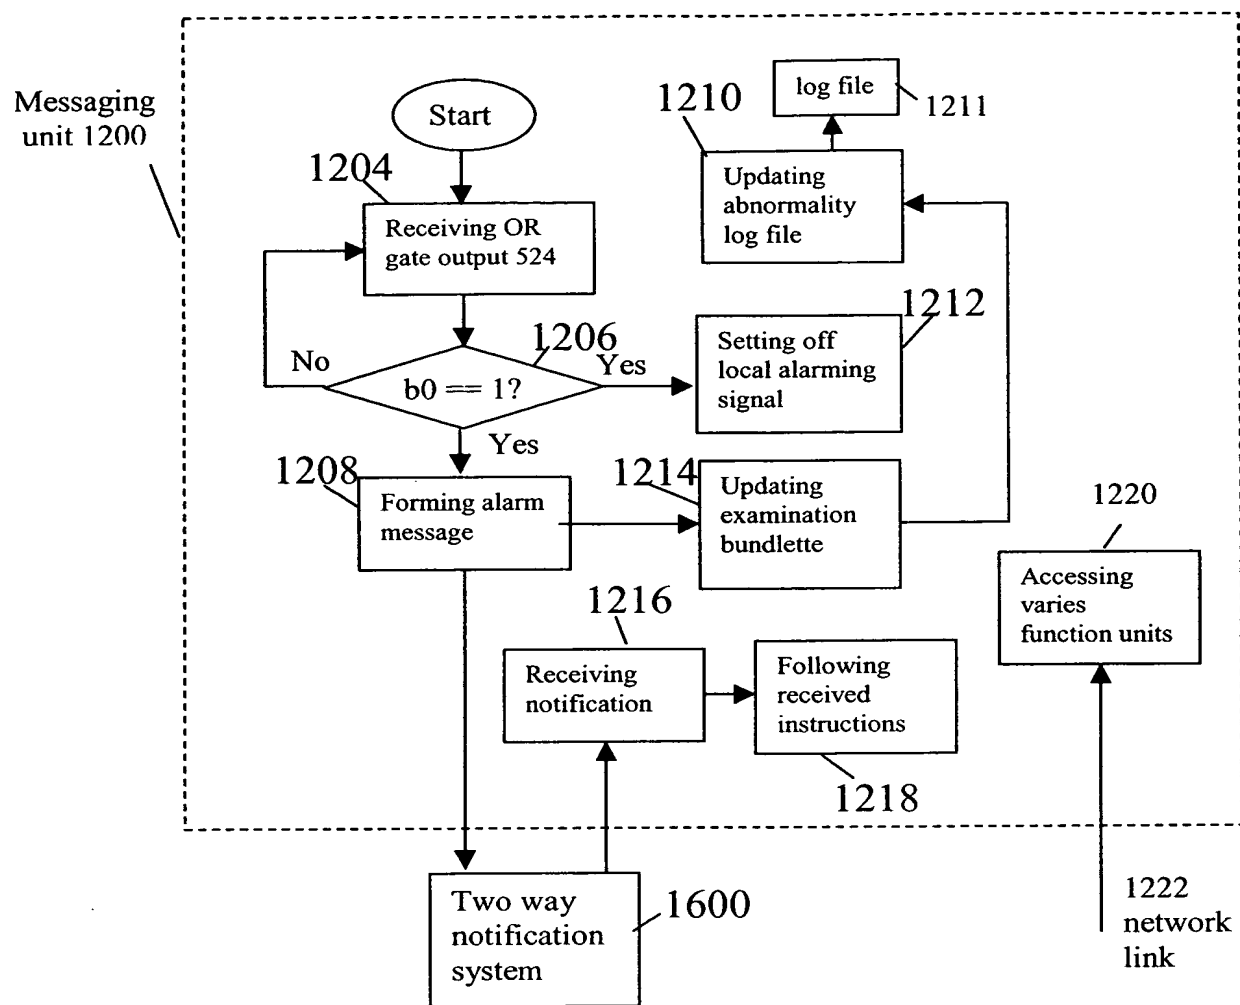 Messaging
unit 1200
Start
1204
Receiving OR
gate output 524
No
b0 == 1?
1206
Yes
Yes
1208
Forming alarm
message
log file
1211
1210
Updating
abnormality
log file
1212
Setting off
local alarming
signal
1214
Updating
examination
bundlette
1216
Receiving
notification
Following
received
instructions
1218
1220
Accessing
varies
function units
Two way
notification
system
1600
1222
network
link